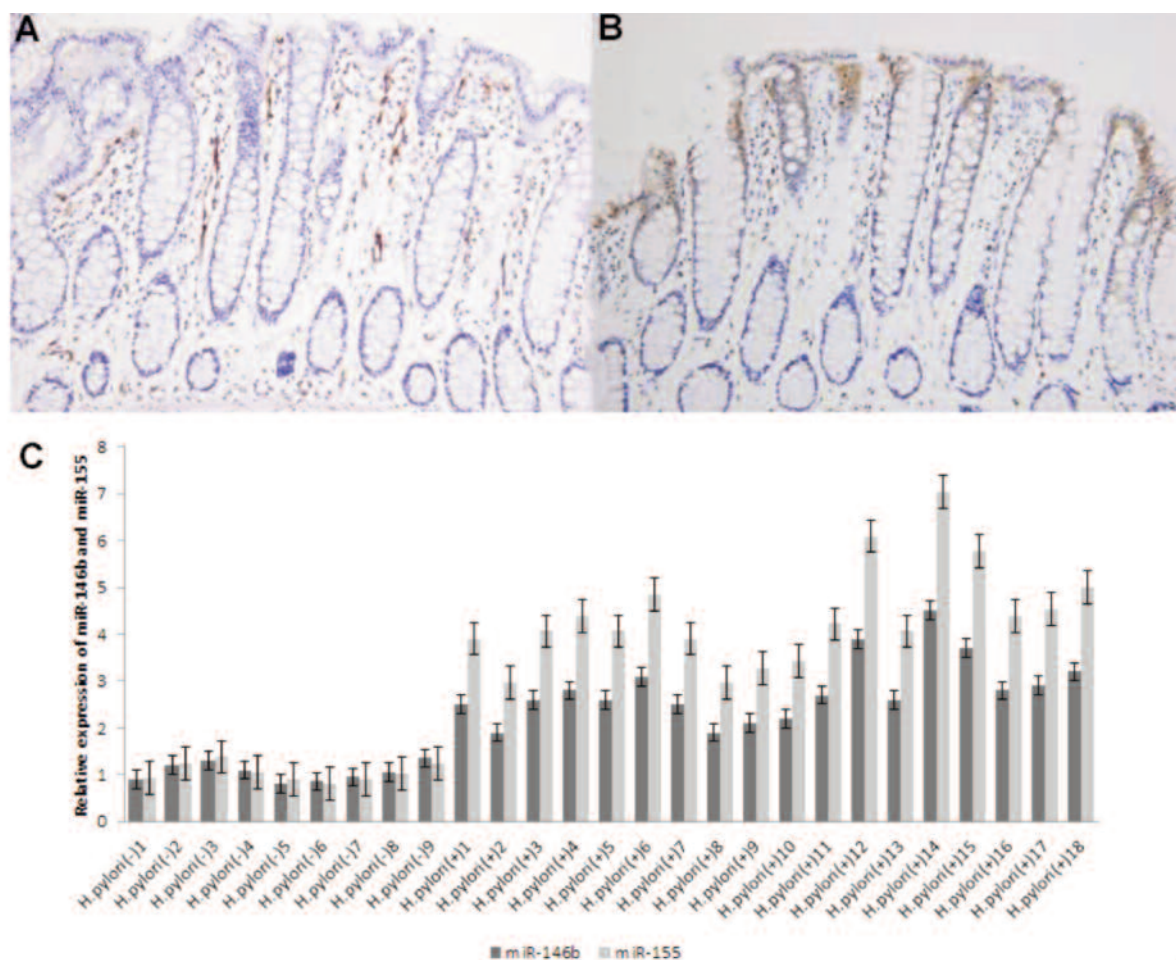 A
B
C
Relative expression of miR-146b and miR-155
8
7
6
5
4
3
2
1
0
H.pylori(-)1
H.pylori(-)2
H.pylori(-)3
H.pylori(-)4
H.pylori(-)5
H.pylori(-)6
H.pylori(-)7
H.pylori(-)8
H.pylori(-)9
H.pylori(+)1
H.pylori(+)2
H.pylori(+)3
H.pylori(+)4
H.pylori(+)5
H.pylori(+)6
H.pylori(+)7
H.pylori(+)8
H.pylori(+)9
H.pylori(+)10
H.pylori(+)11
H.pylori(+)12
H.pylori(+)13
H.pylori(+)14
H.pylori(+)15
H.pylori(+)16
H.pylori(+)17
H.pylori(+)18
miR-146b miR-155